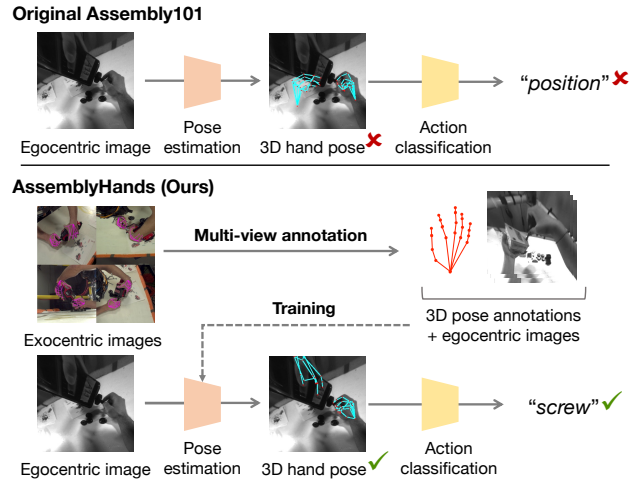 Original Assembly101
Egocentric image
Pose
estimation
3D hand pose ✘
Action
classification
“position” ✘
AssemblyHands (Ours)
Multi-view annotation
Exocentric images
3D pose annotations
+ egocentric images
Training
Egocentric image
Pose
estimation
3D hand pose ✓
Action
classification
“screw” ✓